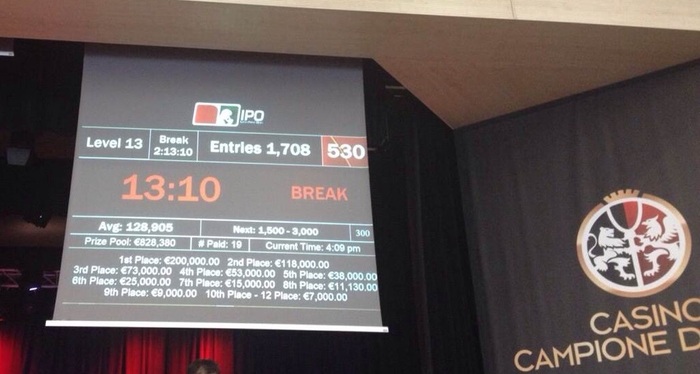 IPO
Level 13 Break 2:13:10 Entries 1,708 530
13:10 BREAK
Avg: 128,905 Next: 1,500 - 3,000 300
Prize Pool: €828,380 # Paid: 19 Current Time: 4:09 pm
1st Place: €200,000.00 2nd Place: €118,000.00
3rd Place: €73,000.00 4th Place: €53,000.00 5th Place: €38,000.00
6th Place: €25,000.00 7th Place: €15,000.00 8th Place: €11,130.00
9th Place: €9,000.00 10th Place - 12 Place: €7,000.00
CASINO
CAMPIONE D